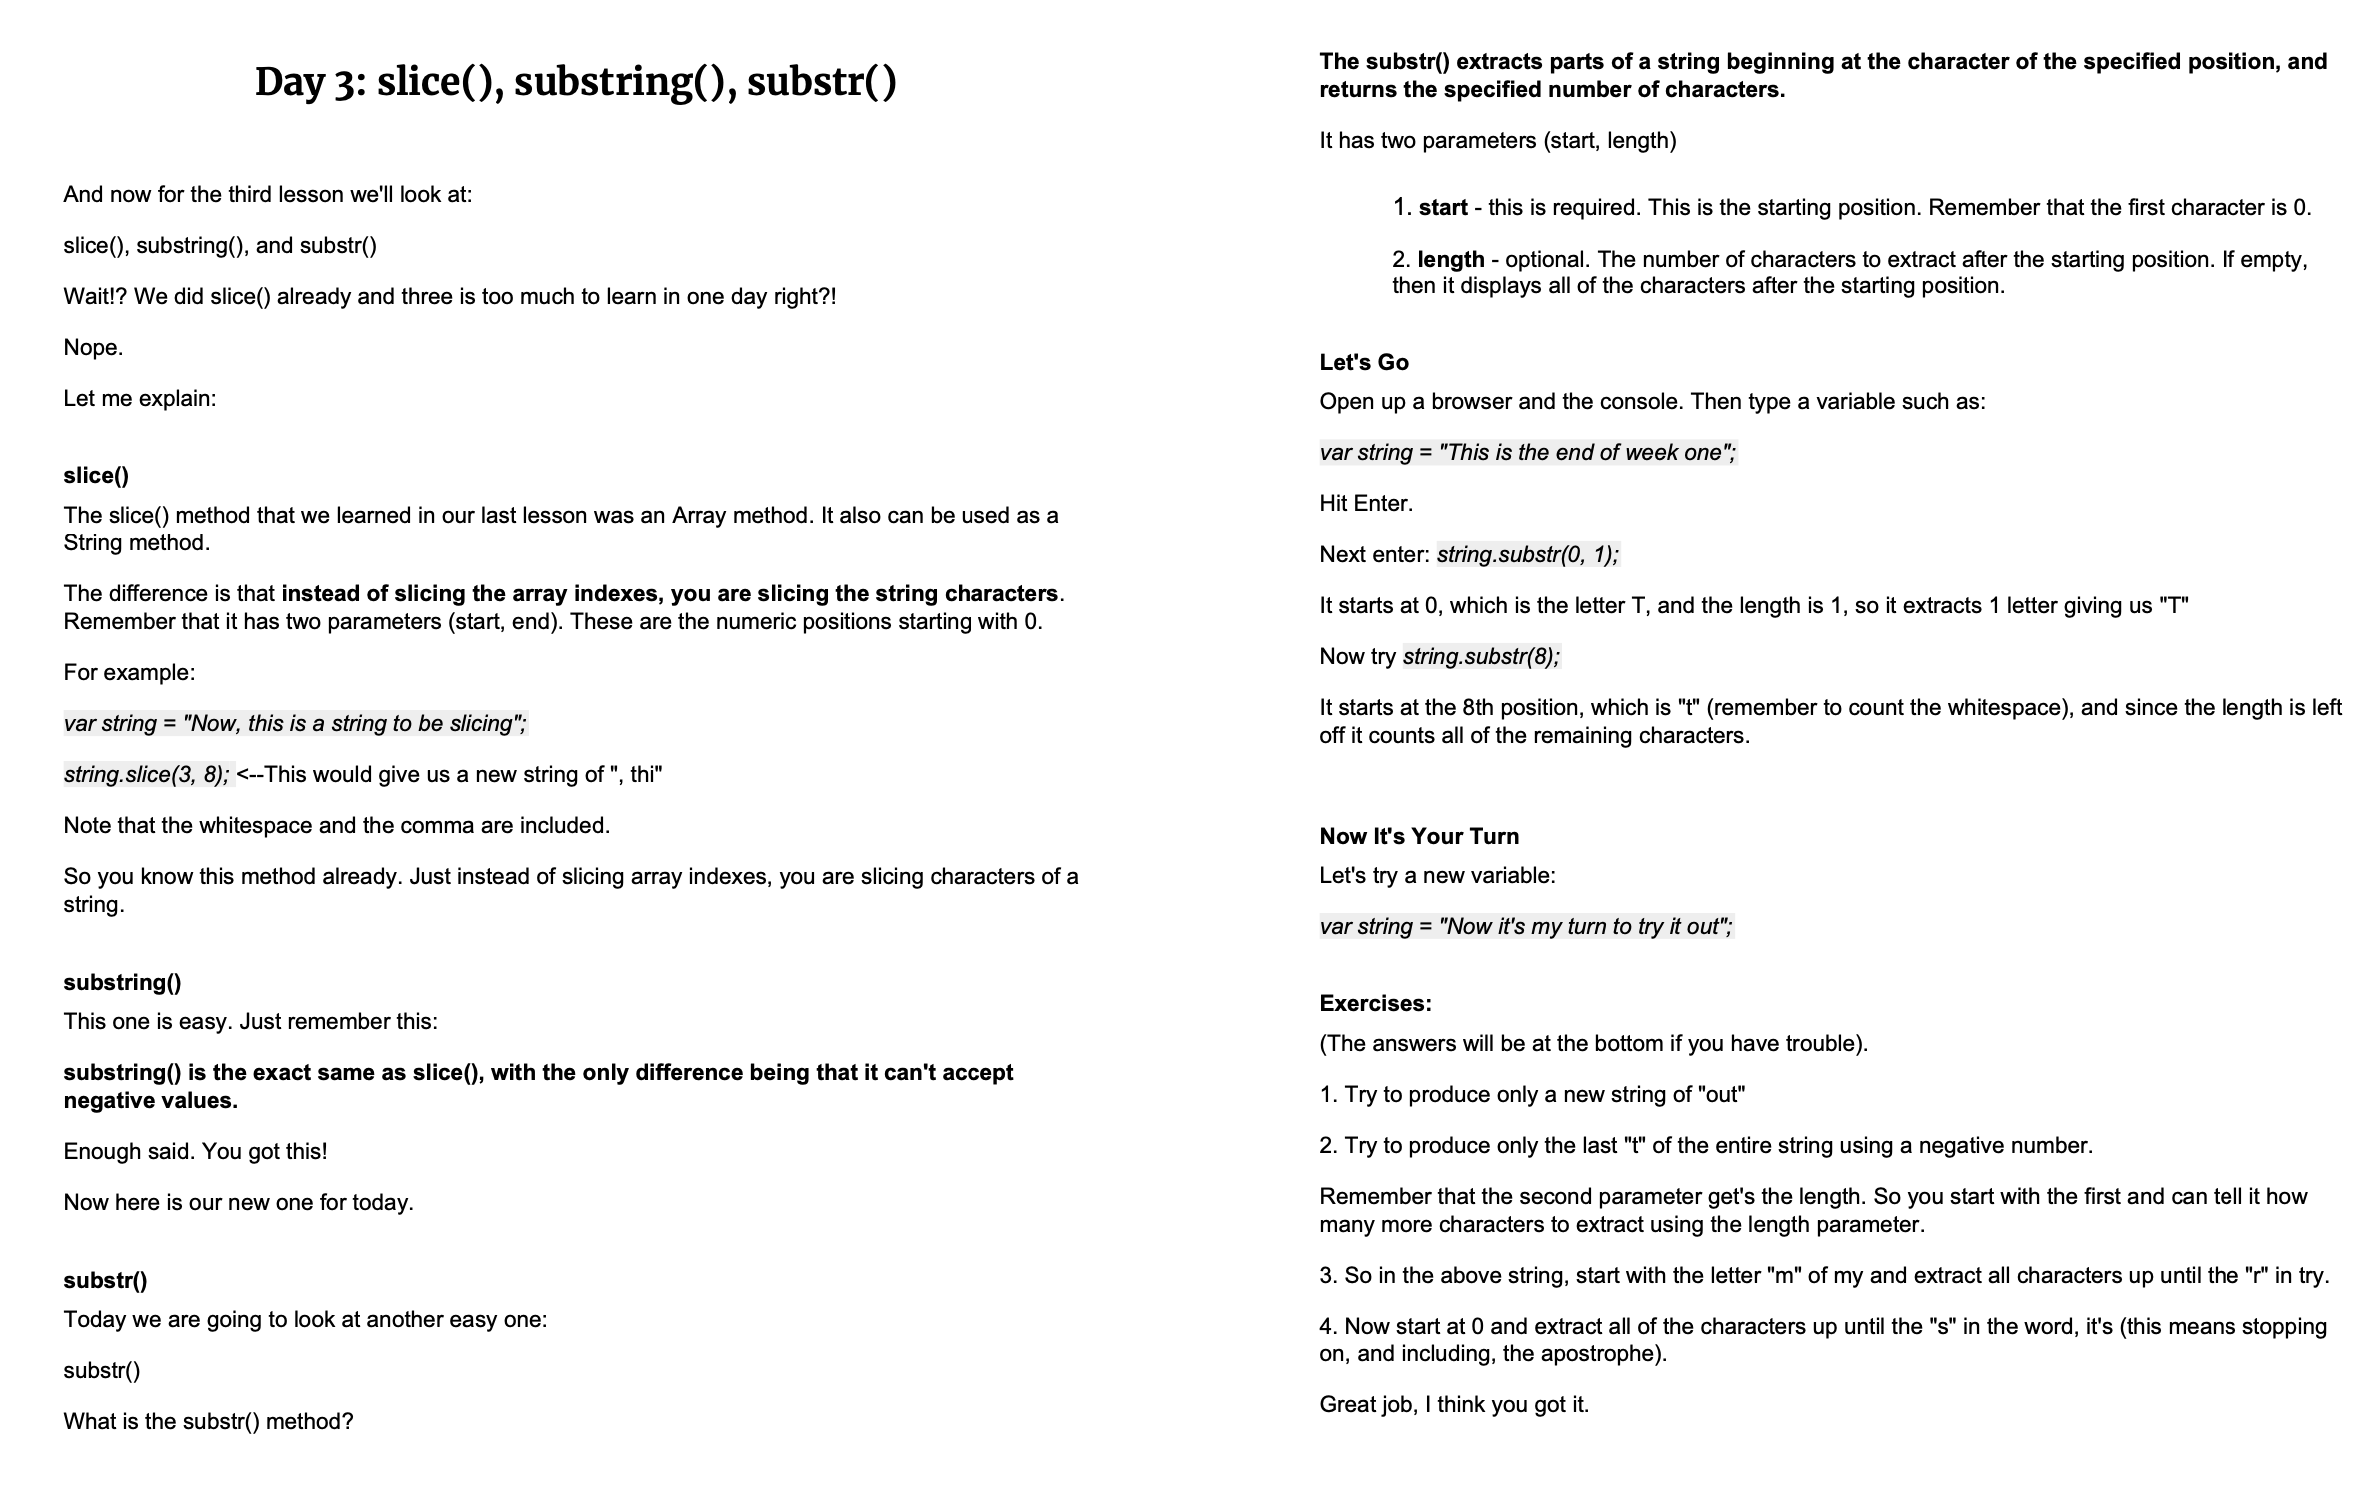 Day 3: slice(), substring(), substr()
And now for the third lesson we'll look at:
slice(), substring(), and substr()
Wait!? We did slice() already and three is too much to learn in one day right?!
Nope.
Let me explain:
slice()
The slice() method that we learned in our last lesson was an Array method. It also can be used as a
String method.
The difference is that instead of slicing the array indexes, you are slicing the string characters.
Remember that it has two parameters (start, end). These are the numeric positions starting with 0.
For example:
var string = "Now, this is a string to be slicing";
string.slice(3, 8); <--This would give us a new string of ", thi"
Note that the whitespace and the comma are included.
So you know this method already. Just instead of slicing array indexes, you are slicing characters of a
string.
substring()
This one is easy. Just remember this:
substring() is the exact same as slice(), with the only difference being that it can't accept
negative values.
Enough said. You got this!
Now here is our new one for today.
substr()
Today we are going to look at another easy one:
substr()
What is the substr() method?
The substr() extracts parts of a string beginning at the character of the specified position, and
returns the specified number of characters.
It has two parameters (start, length)
1. start - this is required. This is the starting position. Remember that the first character is 0.
2. length - optional. The number of characters to extract after the starting position. If empty,
then it displays all of the characters after the starting position.
Let's Go
Open up a browser and the console. Then type a variable such as:
var string = "This is the end of week one";
Hit Enter.
Next enter: string.substr(0, 1);
It starts at 0, which is the letter T, and the length is 1, so it extracts 1 letter giving us "T"
Now try string.substr(8);
It starts at the 8th position, which is "t" (remember to count the whitespace), and since the length is left
off it counts all of the remaining characters.
Now It's Your Turn
Let's try a new variable:
var string = "Now it's my turn to try it out";
Exercises:
(The answers will be at the bottom if you have trouble).
1. Try to produce only a new string of "out"
2. Try to produce only the last "t" of the entire string using a negative number.
Remember that the second parameter get's the length. So you start with the first and can tell it how
many more characters to extract using the length parameter.
3. So in the above string, start with the letter "m" of my and extract all characters up until the "r" in try.
4. Now start at 0 and extract all of the characters up until the "s" in the word, it's (this means stopping
on, and including, the apostrophe).
Great job, I think you got it.